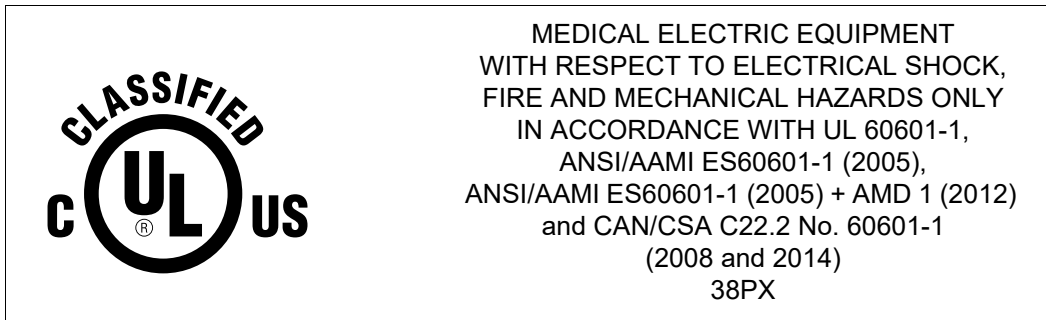 CLASSIFIED
C UL US
®
MEDICAL ELECTRIC EQUIPMENT
WITH RESPECT TO ELECTRICAL SHOCK,
FIRE AND MECHANICAL HAZARDS ONLY
IN ACCORDANCE WITH UL 60601-1,
ANSI/AAMI ES60601-1 (2005),
ANSI/AAMI ES60601-1 (2005) + AMD 1 (2012)
and CAN/CSA C22.2 No. 60601-1
(2008 and 2014)
38PX